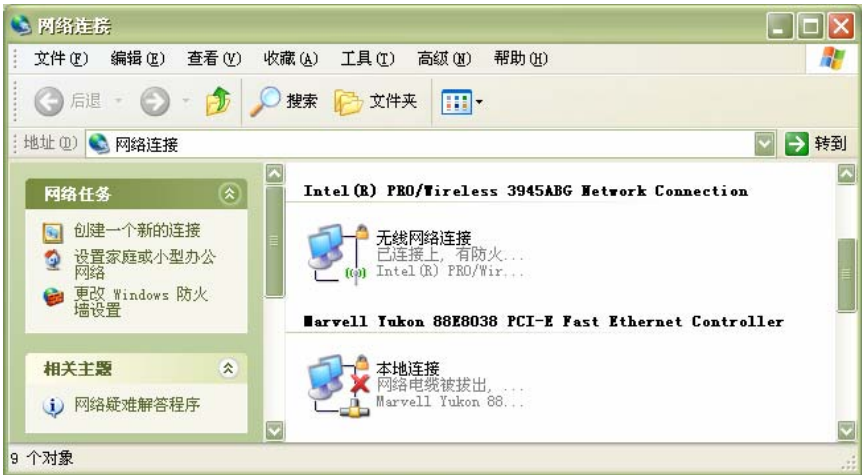 网络连接
文件(F) 编辑(E) 查看(V) 收藏(A) 工具(T) 高级(N) 帮助(H)
后退 搜索 文件夹
地址(D) 网络连接 转到
网络任务
创建一个新的连接
设置家庭或小型办公
网络
更改 Windows 防火
墙设置
相关主题
网络疑难解答程序
Intel(R) PRO/Wireless 3945ABG Network Connection
无线网络连接
已连接上, 有防火...
Intel(R) PRO/Wir...
Marvell Yukon 88E8038 PCI-E Fast Ethernet Controller
本地连接
网络电缆被拔出, ...
Marvell Yukon 88...
9 个对象